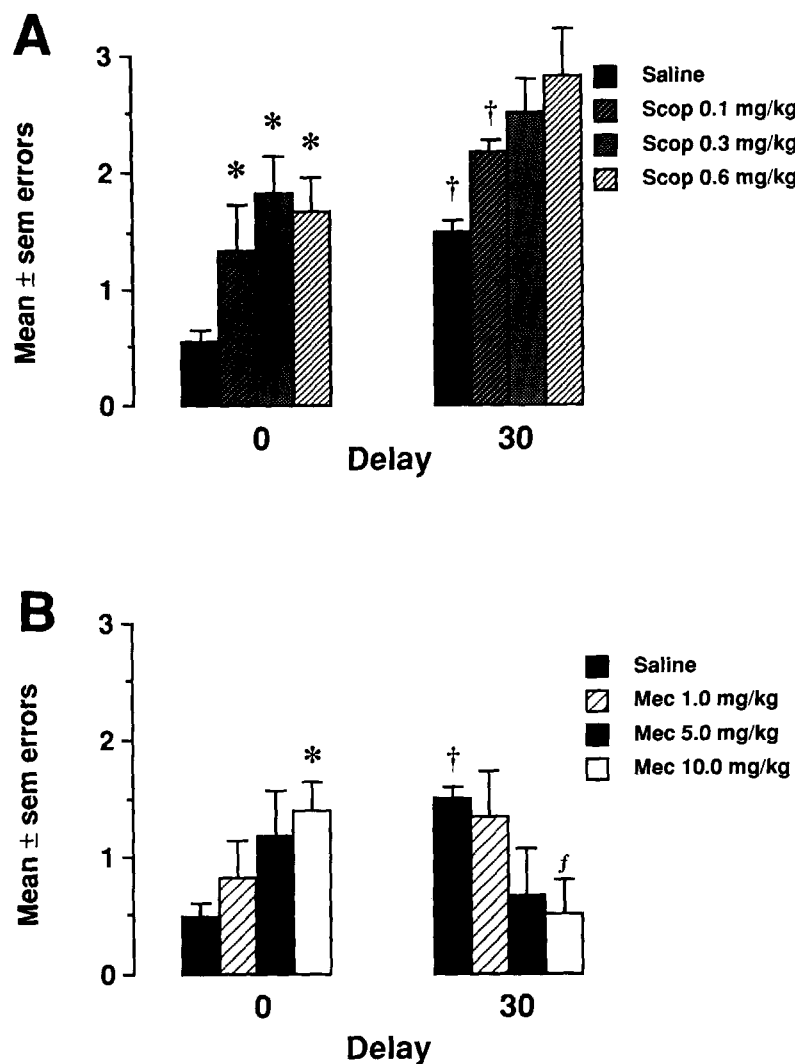 A
Mean ± sem errors
3
2
1
0
*
*
*
†
†
0
30
Delay
Saline
Scop 0.1 mg/kg
Scop 0.3 mg/kg
Scop 0.6 mg/kg
B
Mean ± sem errors
3
2
1
0
*
†
ƒ
0
30
Delay
Saline
Mec 1.0 mg/kg
Mec 5.0 mg/kg
Mec 10.0 mg/kg